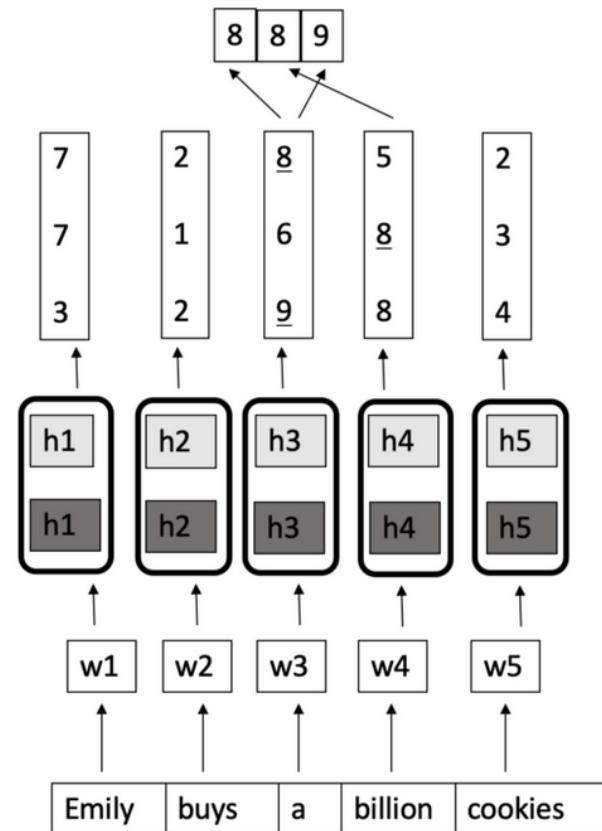 8 8 9
7 2 8 5 2
7 1 6 8 3
3 2 9 8 4
h1 h2 h3 h4 h5
h1 h2 h3 h4 h5
w1 w2 w3 w4 w5
Emily buys a billion cookies